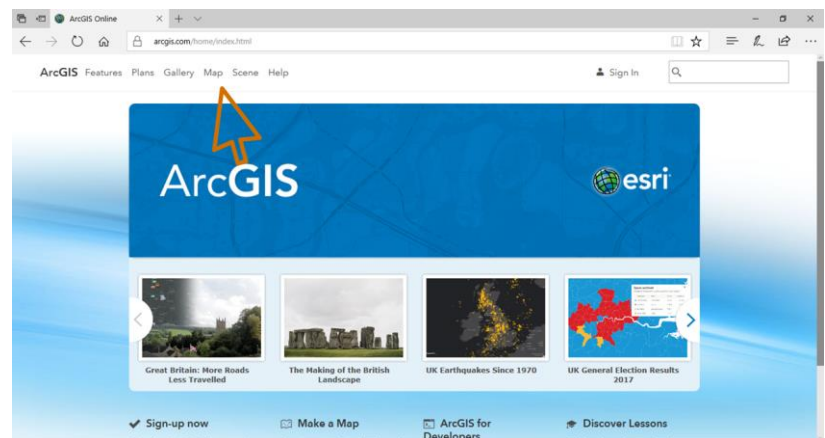 ArcGIS Online
arcgis.com/home/index.html
ArcGIS Features Plans Gallery Map Scene Help Sign In
ArcGIS
esri
Great Britain: More Roads
Less Travelled
The Making of the British
Landscape
UK Earthquakes Since 1970
UK General Election Results
2017
Sign-up now
Make a Map
ArcGIS for
Developers
Discover Lessons